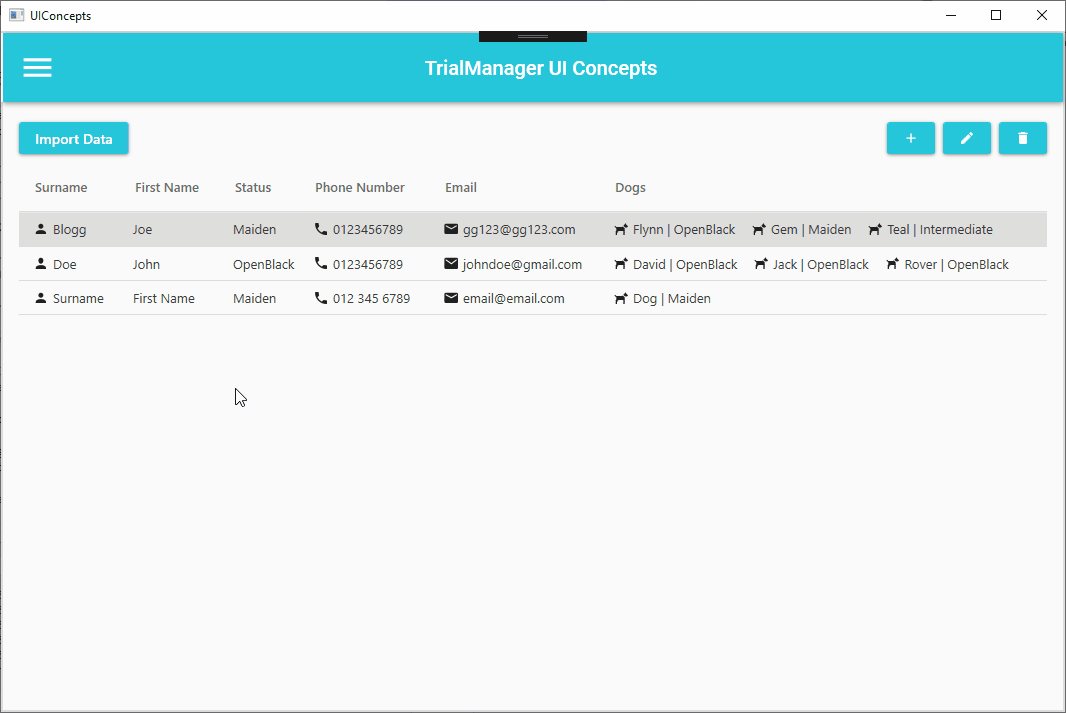 UIConcepts
TrialManager UI Concepts
Import Data
Surname First Name Status Phone Number Email Dogs
Blogg Joe Maiden 0123456789 gg123@gg123.com Flynn | OpenBlack Gem | Maiden Teal | Intermediate
Doe John OpenBlack 0123456789 johndoe@gmail.com David | OpenBlack Jack | OpenBlack Rover | OpenBlack
Surname First Name Maiden 012 345 6789 email@email.com Dog | Maiden